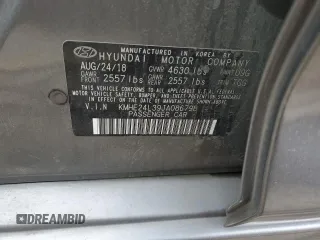 MANUFACTURED IN KOREA BY
HYUNDAI MOTOR COMPANY
AUG/24/18 GVWR 4630 lbs
GAWR FRONT 2557 lbs GAWR REAR 2557 lbs
THIS VEHICLE CONFORMS TO ALL APPLICABLE U.S.A. FEDERAL
MOTOR VEHICLE SAFETY, BUMPER AND THEFT PREVENTION
STANDARDS IN EFFECT ON THE DATE OF MANUFACTURE
SHOWN ABOVE.
V.I.N : KMHE24L39JA
PASSENGER CAR
DREAMBID